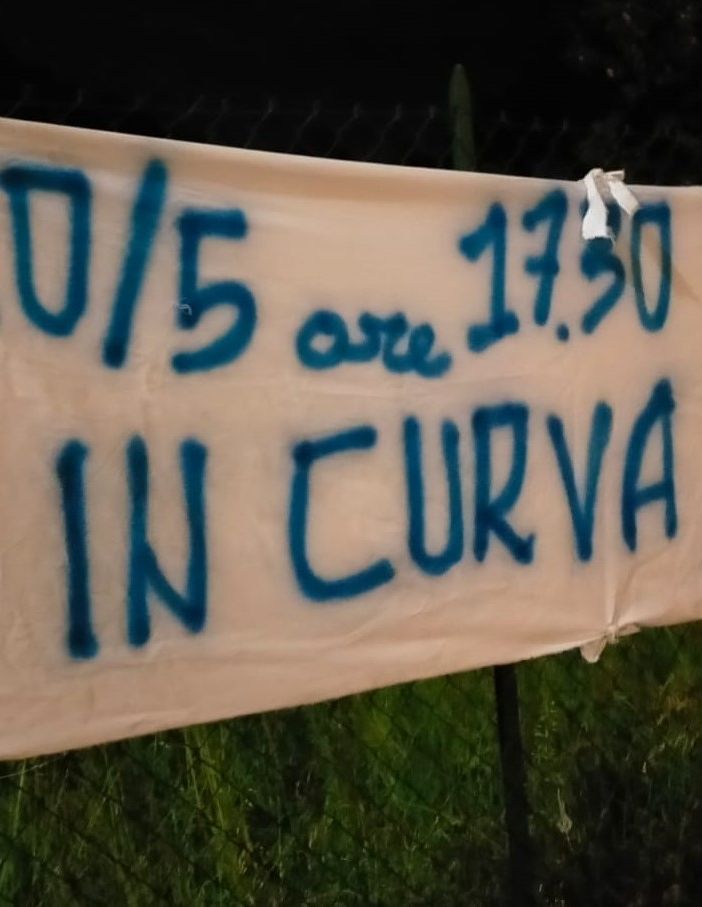 0/5 ore 17.30
IN CURVA